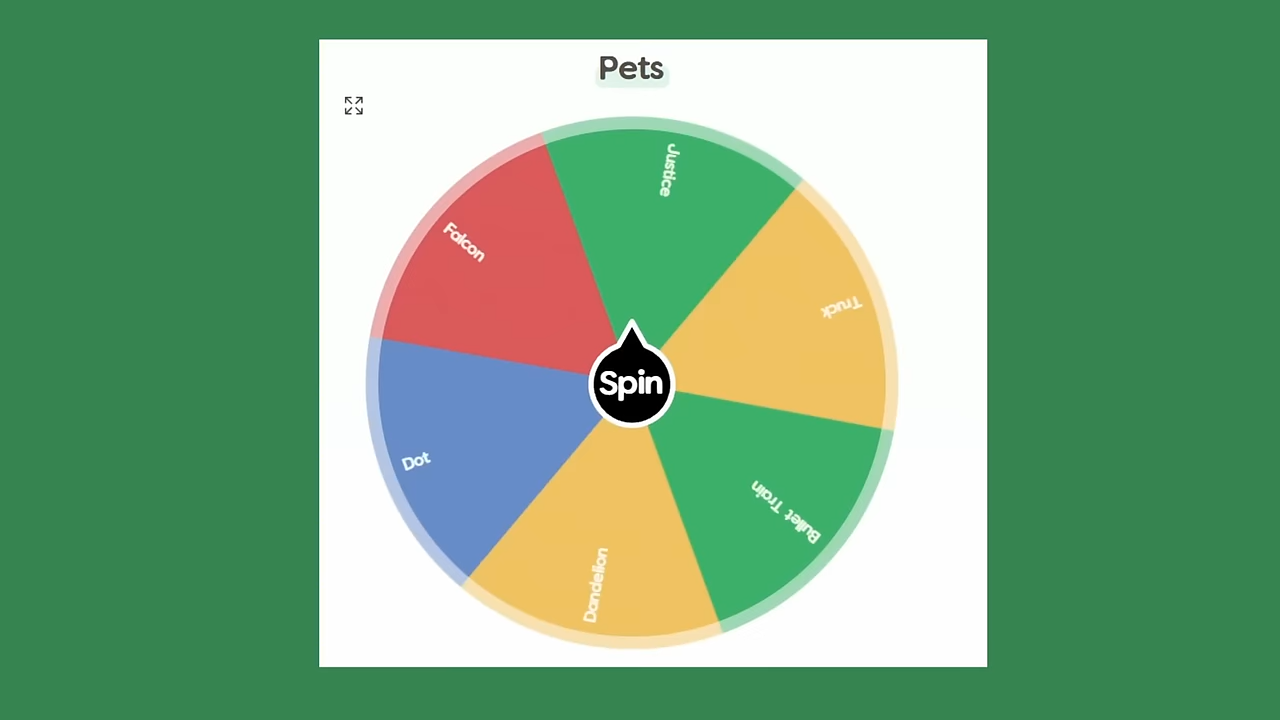 Pets
Justice
Truck
Bullet Train
Dandelion
Dot
Falcon
Spin